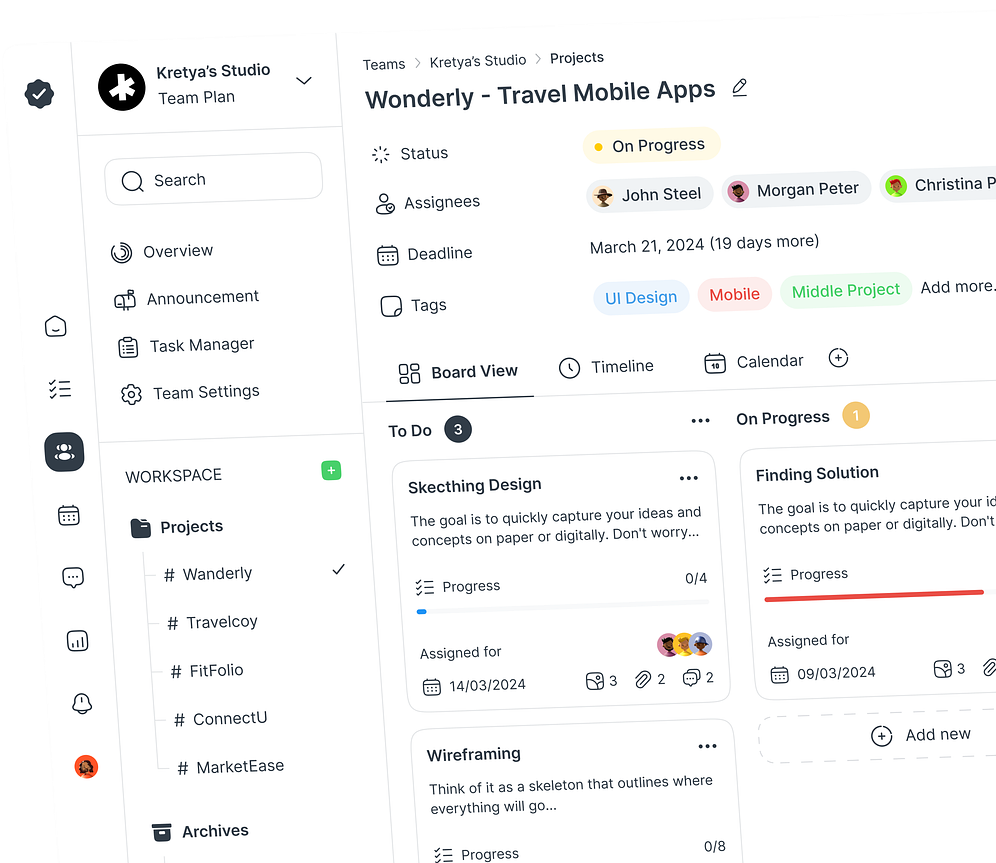 Kretya's Studio
Team Plan
Search
Overview
Announcement
Task Manager
Team Settings
WORKSPACE
Projects
# Wanderly
# Travelcoy
# FitFolio
# ConnectU
# MarketEase
Archives
Teams > Kretya's Studio > Projects
Wonderly - Travel Mobile Apps
Status
On Progress
Assignees
John Steel
Morgan Peter
Christina P
Deadline
March 21, 2024 (19 days more)
Tags
UI Design
Mobile
Middle Project
Add more.
Board View
Timeline
10
Calendar
To Do 3
Skecthing Design
The goal is to quickly capture your ideas and
concepts on paper or digitally. Don't worry...
Progress 0/4
Assigned for
14/03/2024 3 2 2
Wireframing
Think of it as a skeleton that outlines where
everything will go...
Progress 0/8
On Progress 1
Finding Solution
The goal is to quickly capture your id
concepts on paper or digitally. Don't
Progress
Assigned for
09/03/2024 3
Add new